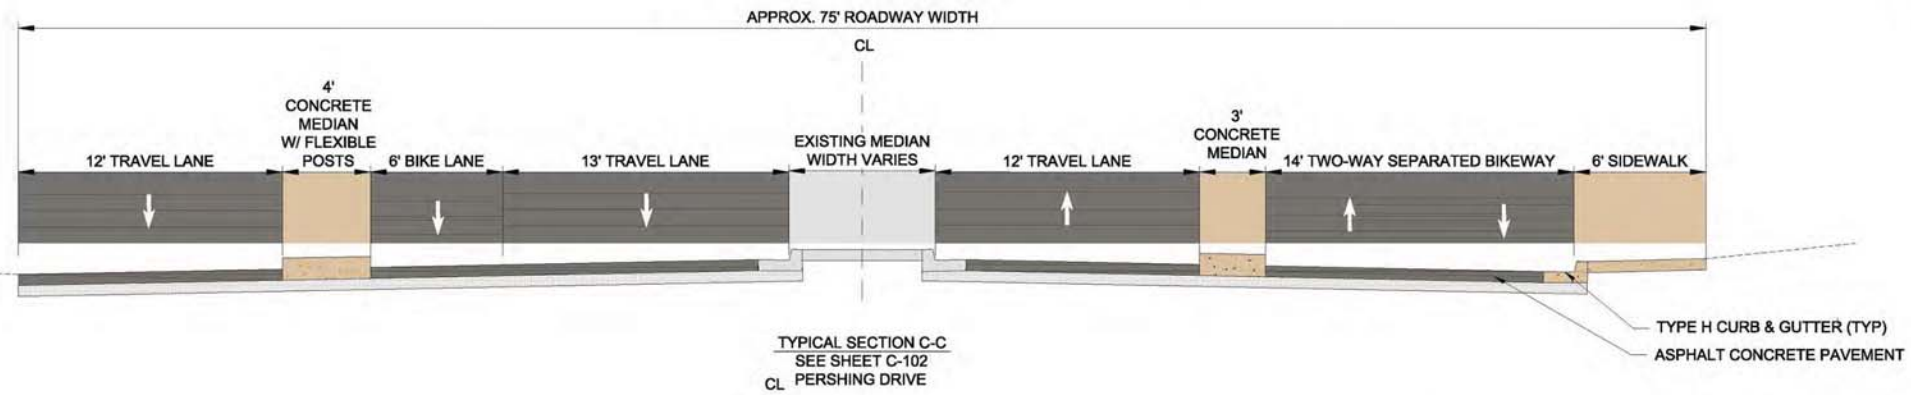 APPROX. 75' ROADWAY WIDTH
CL
4'
CONCRETE
MEDIAN
W/ FLEXIBLE
POSTS
3'
CONCRETE
MEDIAN
12' TRAVEL LANE
6' BIKE LANE
13' TRAVEL LANE
EXISTING MEDIAN
WIDTH VARIES
12' TRAVEL LANE
14' TWO-WAY SEPARATED BIKEWAY
6' SIDEWALK
TYPE H CURB & GUTTER (TYP)
ASPHALT CONCRETE PAVEMENT
TYPICAL SECTION C-C
SEE SHEET C-102
CL PERSHING DRIVE